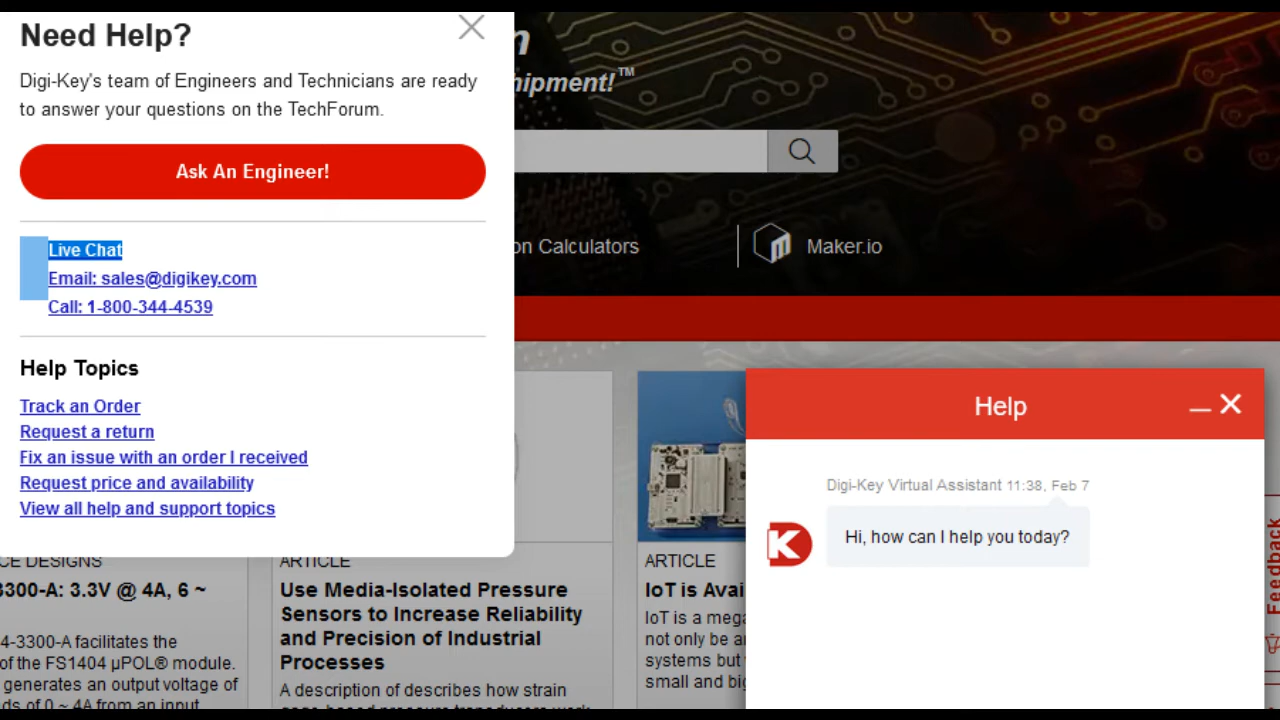 Need Help?
Digi-Key's team of Engineers and Technicians are ready
to answer your questions on the TechForum.
Ask An Engineer!
Live Chat
Email: sales@digikey.com
Call: 1-800-344-4539
Help Topics
Track an Order
Request a return
Fix an issue with an order I received
Request price and availability
View all help and support topics
hipment!™
on Calculators
Maker.io
Help
Digi-Key Virtual Assistant 11:38, Feb 7
Hi, how can I help you today?
Feedback
CE DESIGNS
3300-A: 3.3V @ 4A, 6 ~
4-3300-A facilitates the
of the FS1404 µPOL® module.
generates an output voltage of
ds of 0 ~ 4A from an input
ARTICLE
Use Media-Isolated Pressure
Sensors to Increase Reliability
and Precision of Industrial
Processes
A description of describes how strain
ARTICLE
IoT is Avai
IoT is a mega
not only be a
systems but
small and big